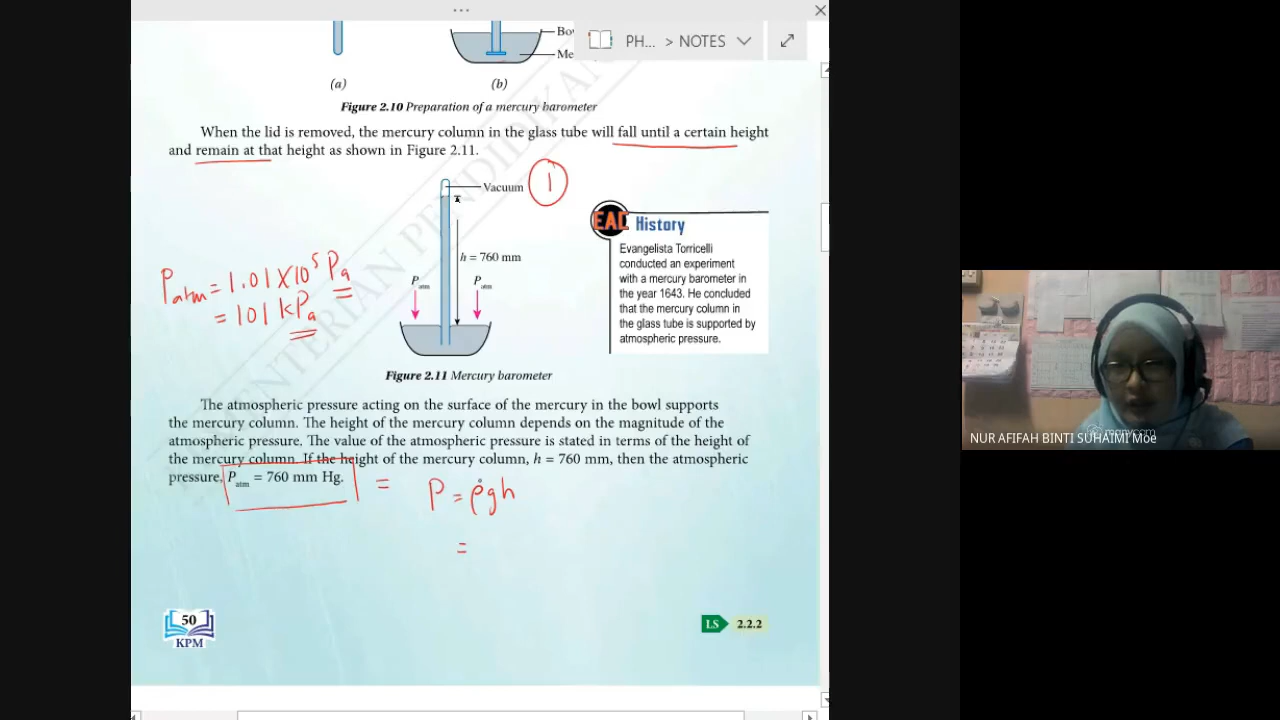 Bo
Me
PH... > NOTES
(a)
(b)
Figure 2.10 Preparation of a mercury barometer
When the lid is removed, the mercury column in the glass tube will fall until a certain height
and remain at that height as shown in Figure 2.11.
Vacuum
1
h = 760 mm
P atm
P atm
P atm = 1.01 × 10⁵ Pa
= 101 kPa
EAC History
Evangelista Torricelli
conducted an experiment
with a mercury barometer in
the year 1643. He concluded
that the mercury column in
the glass tube is supported by
atmospheric pressure.
Figure 2.11 Mercury barometer
The atmospheric pressure acting on the surface of the mercury in the bowl supports
the mercury column. The height of the mercury column depends on the magnitude of the
atmospheric pressure. The value of the atmospheric pressure is stated in terms of the height of
the mercury column. If the height of the mercury column, h = 760 mm, then the atmospheric
pressure, P atm = 760 mm Hg.
= P = ρgh
=
50
KPM
LS 2.2.2
KEMENTERIAN PENDIDIKAN
NUR AFIFAH BINTI SUHAIMI Moe